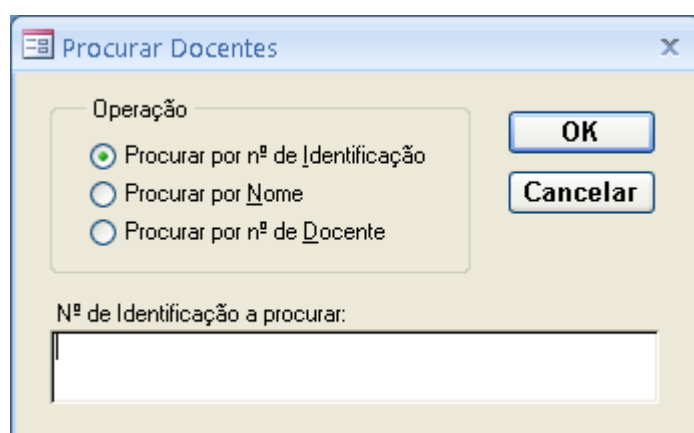 Procurar Docentes
Operação
Procurar por nº de Identificação
Procurar por Nome
Procurar por nº de Docente
OK
Cancelar
Nº de Identificação a procurar: